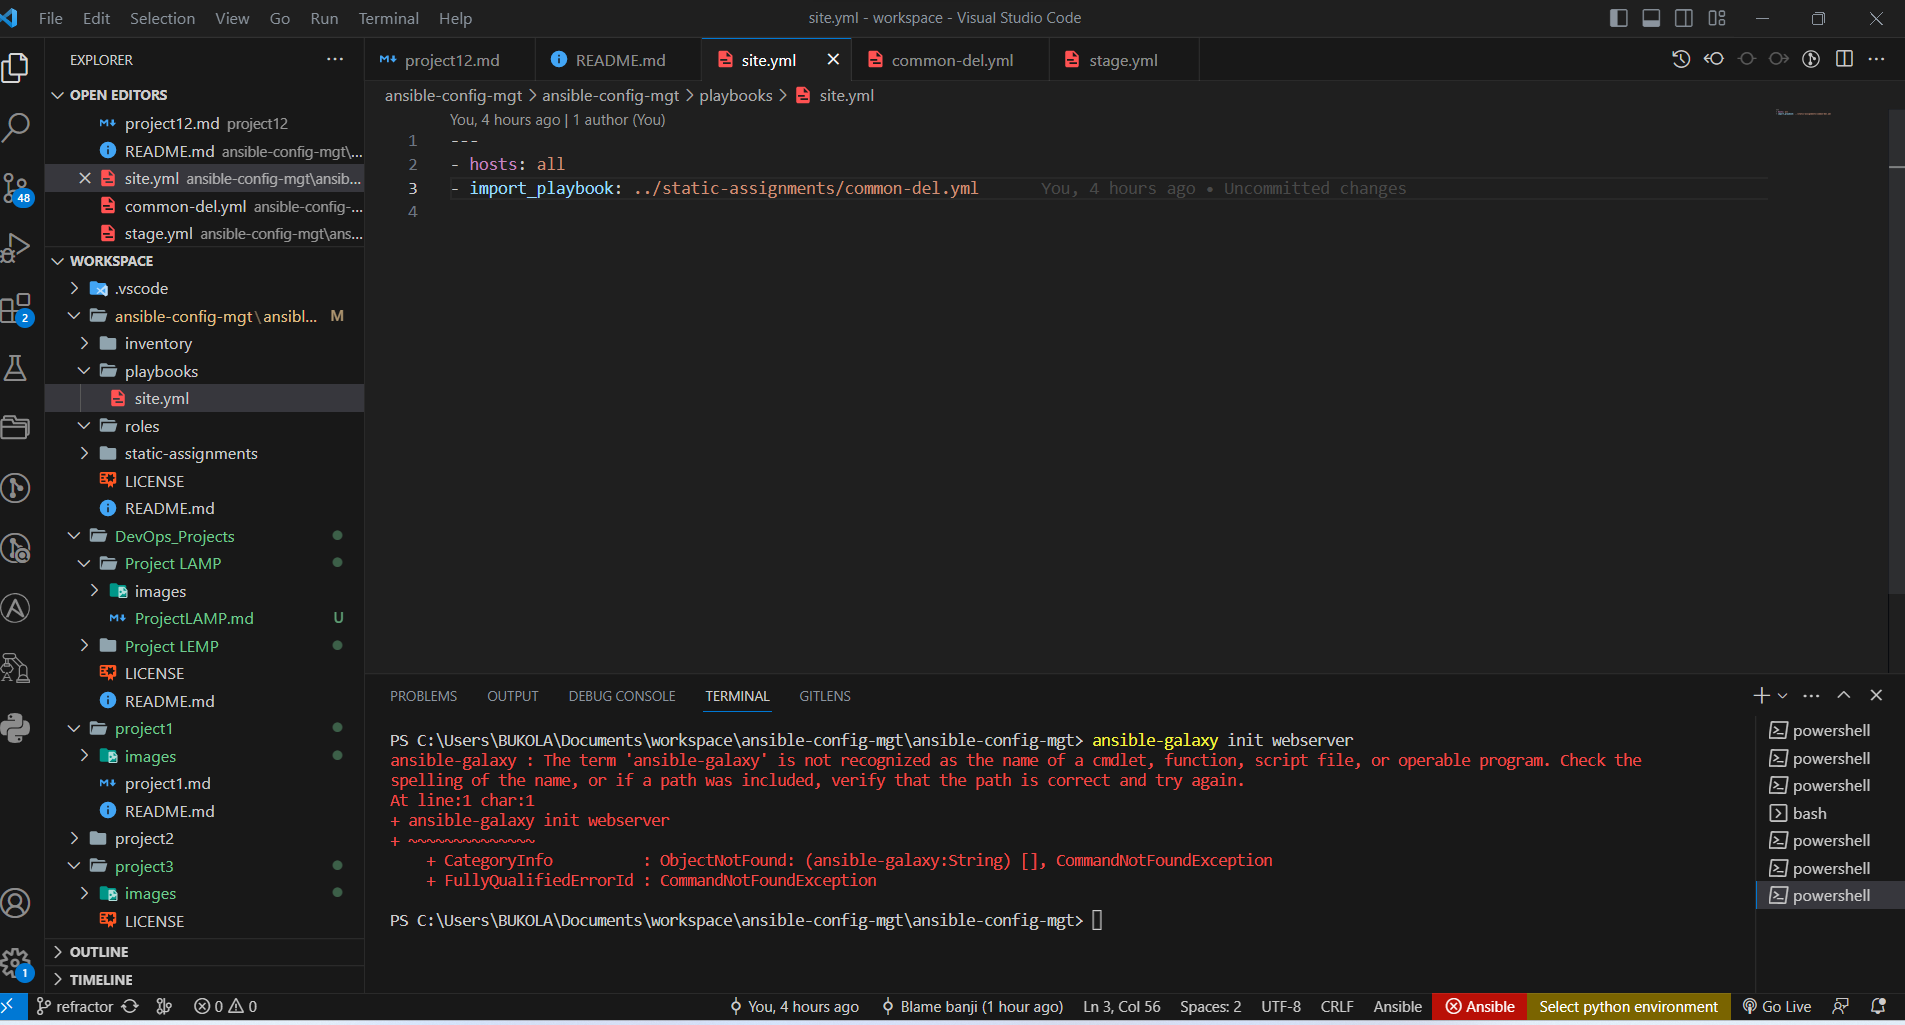 File Edit Selection View Go Run Terminal Help
site.yml - workspace - Visual Studio Code
EXPLORER
OPEN EDITORS
project12.md project12
README.md ansible-config-mgt\...
site.yml ansible-config-mgt\ansib...
common-del.yml ansible-config-...
stage.yml ansible-config-mgt\ans...
WORKSPACE
.vscode
ansible-config-mgt\ansibl... M
inventory
playbooks
site.yml
roles
static-assignments
LICENSE
README.md
DevOps_Projects
Project LAMP
images
ProjectLAMP.md U
Project LEMP
LICENSE
README.md
project1
images
project1.md
README.md
project2
project3
images
LICENSE
OUTLINE
TIMELINE
48
2
1
project12.md README.md site.yml common-del.yml stage.yml
ansible-config-mgt > ansible-config-mgt > playbooks > site.yml
You, 4 hours ago | 1 author (You)
1 ---
2 - hosts: all
3 - import_playbook: ../static-assignments/common-del.yml You, 4 hours ago • Uncommitted changes
4
PROBLEMS OUTPUT DEBUG CONSOLE TERMINAL GITLENS
PS C:\Users\BUKOLA\Documents\workspace\ansible-config-mgt\ansible-config-mgt> ansible-galaxy init webserver
ansible-galaxy : The term 'ansible-galaxy' is not recognized as the name of a cmdlet, function, script file, or operable program. Check the
spelling of the name, or if a path was included, verify that the path is correct and try again.
At line:1 char:1
+ ansible-galaxy init webserver
+ ~~~~~~~~~~~~~~
+ CategoryInfo : ObjectNotFound: (ansible-galaxy:String) [], CommandNotFoundException
+ FullyQualifiedErrorId : CommandNotFoundException
PS C:\Users\BUKOLA\Documents\workspace\ansible-config-mgt\ansible-config-mgt>
powershell
powershell
powershell
bash
powershell
powershell
powershell
refractor 0 0 You, 4 hours ago Blame banji (1 hour ago) Ln 3, Col 56 Spaces: 2 UTF-8 CRLF Ansible Ansible Select python environment Go Live